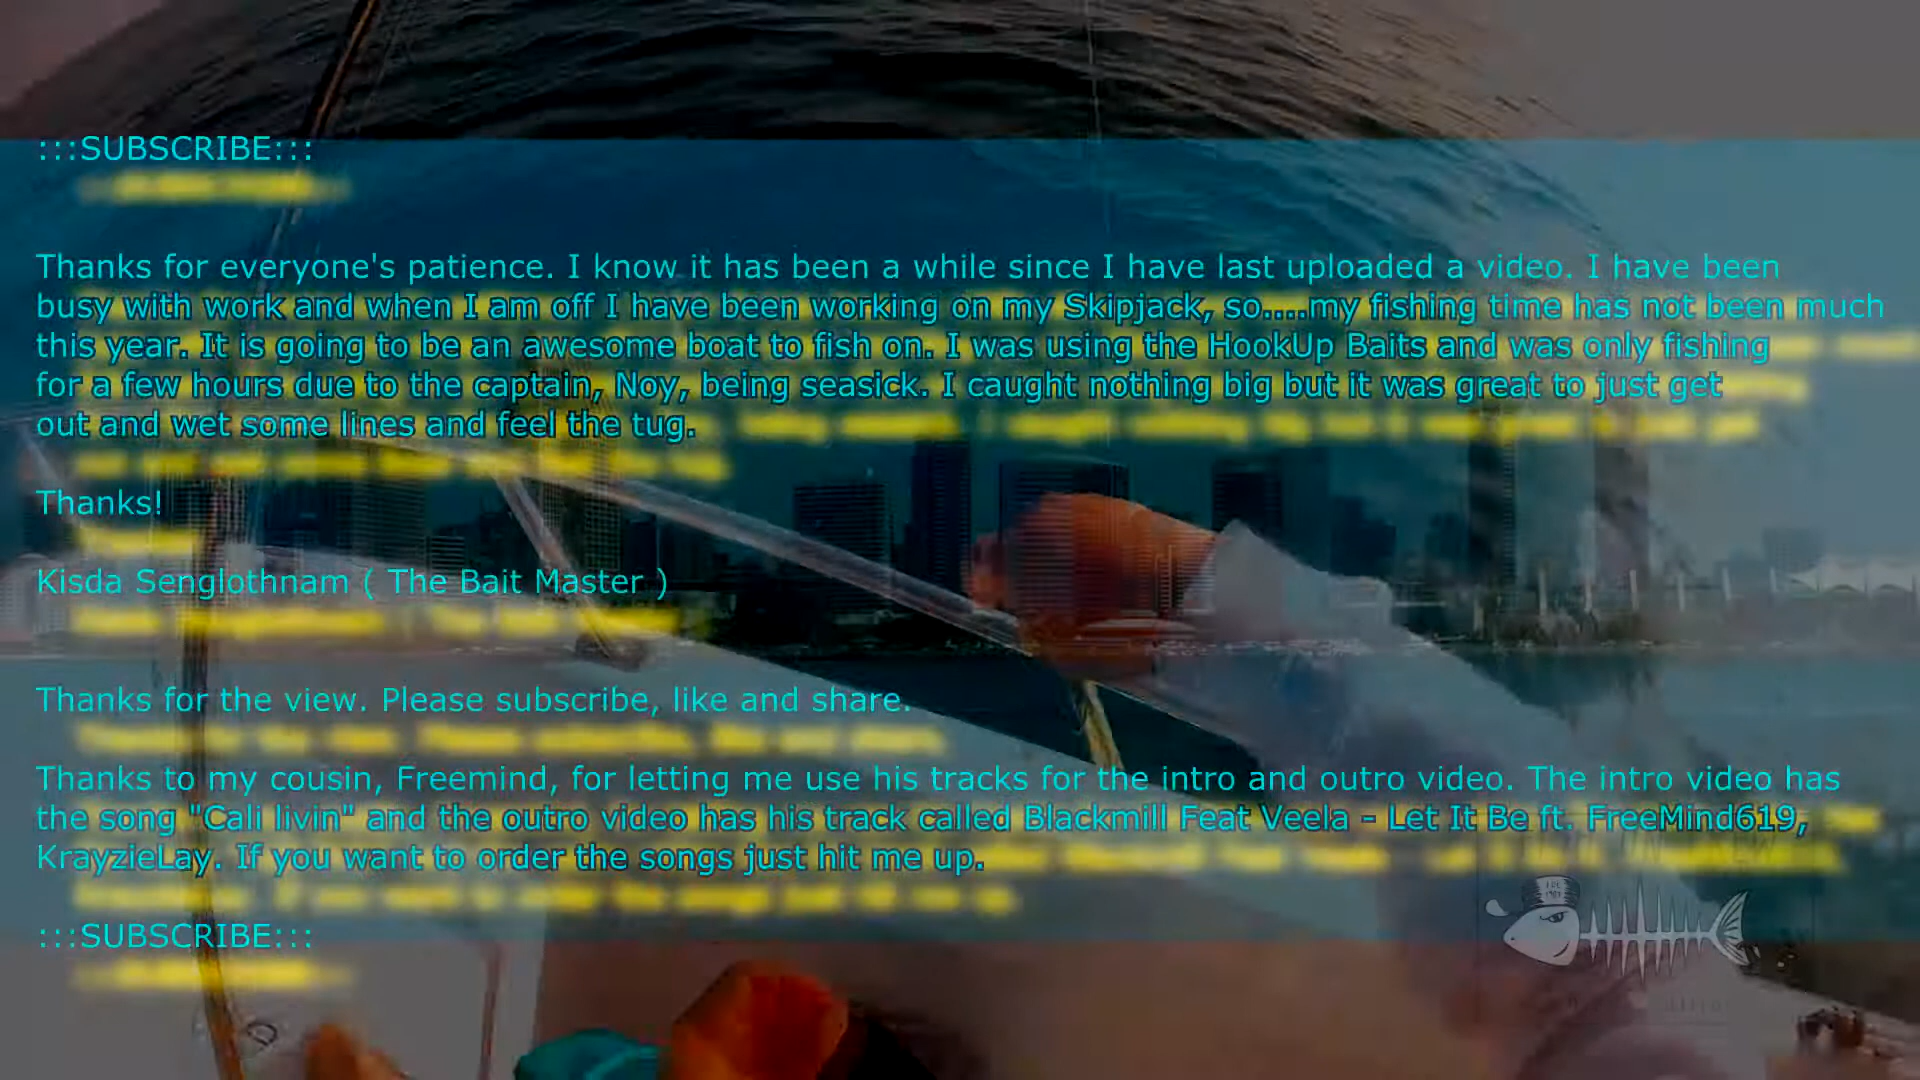 :::SUBSCRIBE:::
Thanks for everyone's patience. I know it has been a while since I have last uploaded a video. I have been
busy with work and when I am off I have been working on my Skipjack, so....my fishing time has not been much
this year. It is going to be an awesome boat to fish on. I was using the HookUp Baits and was only fishing
for a few hours due to the captain, Noy, being seasick. I caught nothing big but it was great to just get
out and wet some lines and feel the tug.
Thanks!
Kisda Senglothnam ( The Bait Master )
Thanks for the view. Please subscribe, like and share.
Thanks to my cousin, Freemind, for letting me use his tracks for the intro and outro video. The intro video has
the song "Cali livin" and the outro video has his track called Blackmill Feat Veela - Let It Be ft. FreeMind619,
KrayzieLay. If you want to order the songs just hit me up.
:::SUBSCRIBE:::